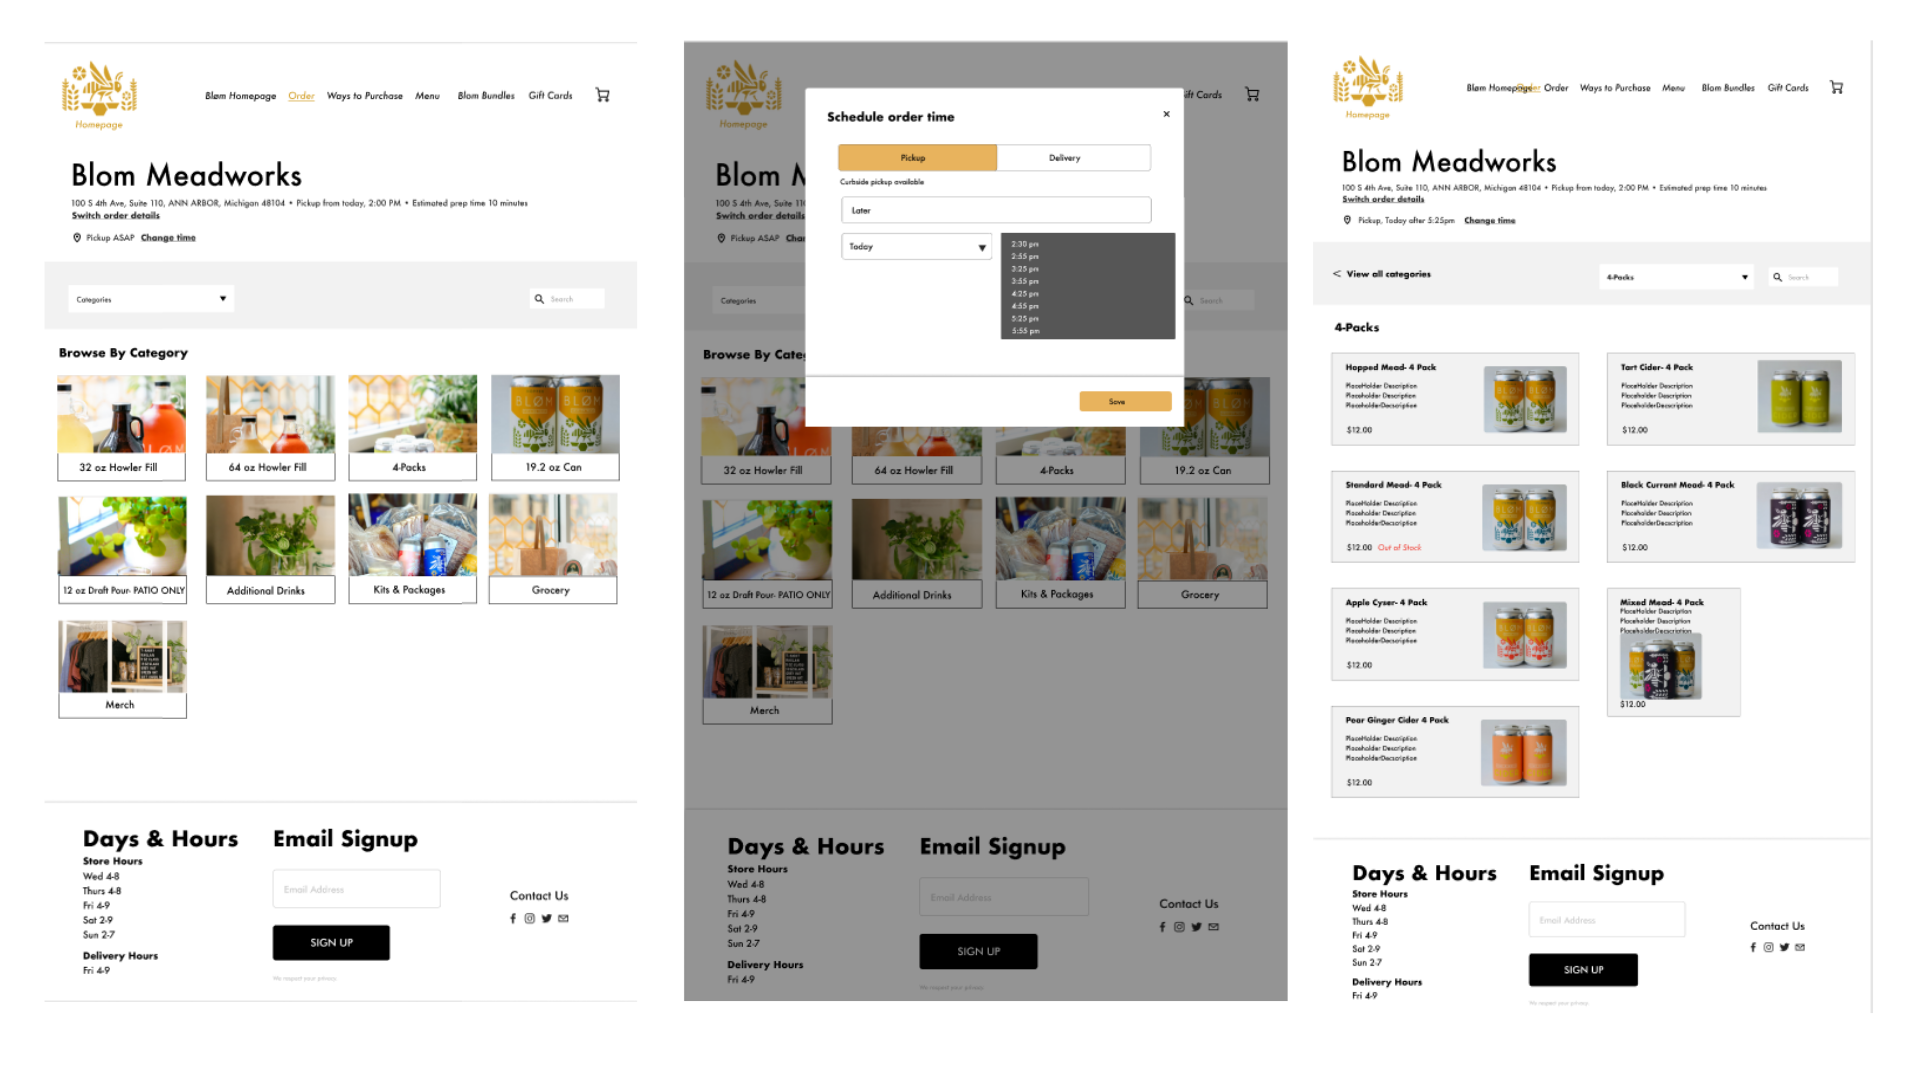 Homepage
Bløm Homepage Order Ways to Purchase Menu Blom Bundles Gift Cards
Blom Meadworks
100 S 4th Ave, Suite 110, ANN ARBOR, Michigan 48104 • Pickup from today, 2:00 PM • Estimated prep time 10 minutes
Switch order details
Pickup ASAP Change time
Categories
Search
Browse By Category
32 oz Howler Fill
64 oz Howler Fill
4-Packs
19.2 oz Can
12 oz Draft Pour- PATIO ONLY
Additional Drinks
Kits & Packages
Grocery
Merch
Days & Hours
Store Hours
Wed 4-8
Thurs 4-8
Fri 4-9
Sat 2-9
Sun 2-7
Delivery Hours
Fri 4-9
Email Signup
Email Address
SIGN UP
We respect your privacy.
Contact Us
Homepage
ift Cards
Blom M
100 S 4th Ave, Suite 11
Switch order details
Pickup ASAP Chan
Schedule order time
×
Pickup
Delivery
Curbside pickup available
Later
Today
2:30 pm
2:55 pm
3:25 pm
3:55 pm
4:25 pm
4:55 pm
5:25 pm
5:55 pm
Save
Categories
Search
Browse By Cate
32 oz Howler Fill
64 oz Howler Fill
4-Packs
19.2 oz Can
12 oz Draft Pour- PATIO ONLY
Additional Drinks
Kits & Packages
Grocery
Merch
Days & Hours
Store Hours
Wed 4-8
Thurs 4-8
Fri 4-9
Sat 2-9
Sun 2-7
Delivery Hours
Fri 4-9
Email Signup
Email Address
SIGN UP
We respect your privacy.
Contact Us
Homepage
Bløm Homepage Order Ways to Purchase Menu Blom Bundles Gift Cards
Blom Meadworks
100 S 4th Ave, Suite 110, ANN ARBOR, Michigan 48104 • Pickup from today, 2:00 PM • Estimated prep time 10 minutes
Switch order details
Pickup, Today after 5:25pm Change time
< View all categories
4-Packs
Search
4-Packs
Hopped Mead- 4 Pack
PlaceHolder Description
Placeholder Description
PlaceholderDescription
$12.00
Tart Cider- 4 Pack
PlaceHolder Description
Placeholder Description
PlaceholderDescription
$12.00
Standard Mead- 4 Pack
PlaceHolder Description
Placeholder Description
PlaceholderDescription
$12.00 Out of Stock
Black Currant Mead- 4 Pack
PlaceHolder Description
Placeholder Description
PlaceholderDescription
$12.00
Apple Cyser- 4 Pack
PlaceHolder Description
Placeholder Description
PlaceholderDescription
$12.00
Mixed Mead- 4 Pack
PlaceHolder Description
Placeholder Description
PlaceholderDescription
$12.00
Pear Ginger Cider 4 Pack
PlaceHolder Description
Placeholder Description
PlaceholderDescription
$12.00
Days & Hours
Store Hours
Wed 4-8
Thurs 4-8
Fri 4-9
Sat 2-9
Sun 2-7
Delivery Hours
Fri 4-9
Email Signup
Email Address
SIGN UP
We respect your privacy.
Contact Us